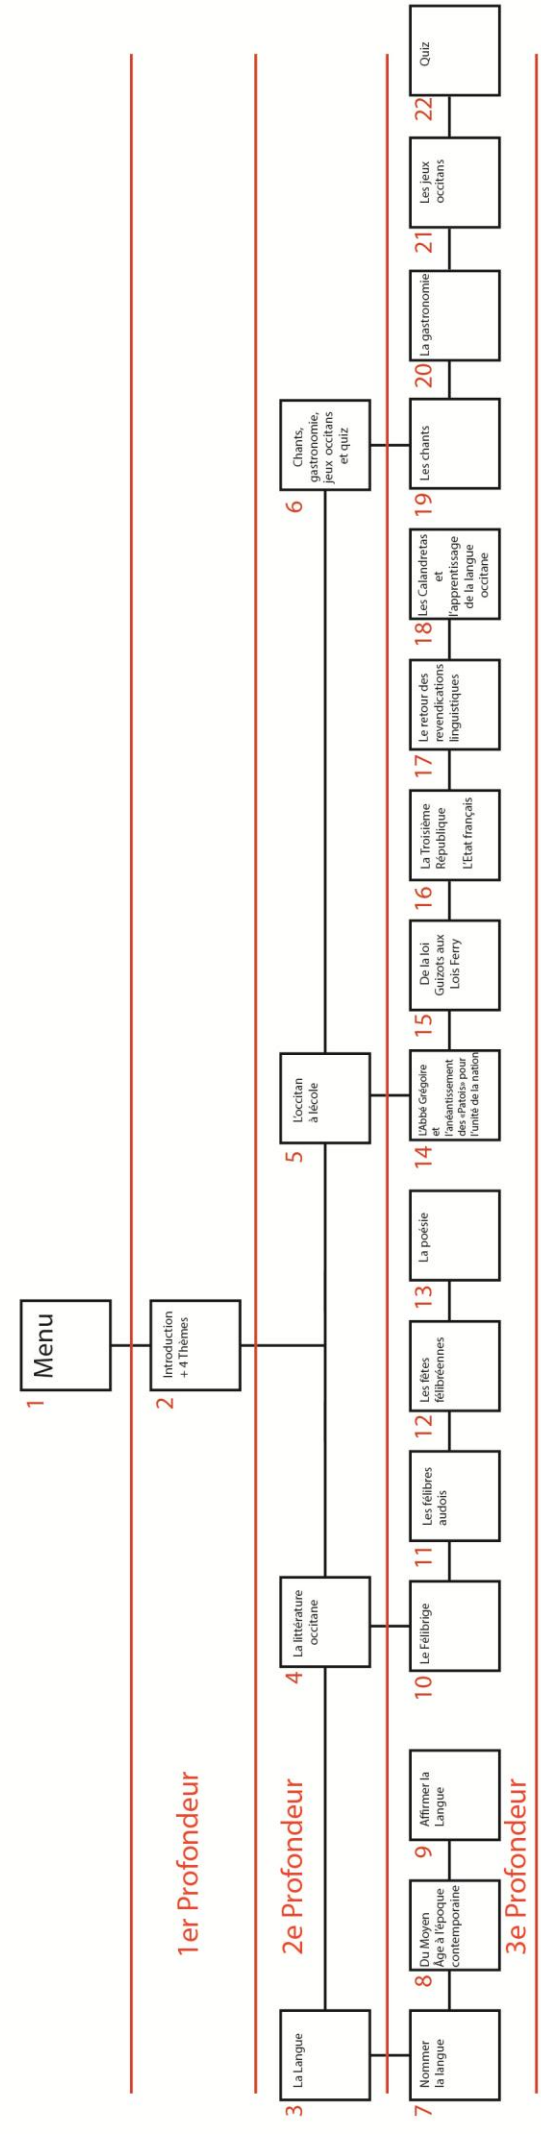 1
Menu
1er Profondeur
2
Introduction
+ 4 Thèmes
2e Profondeur
3
La Langue
4
La littérature
occitane
5
L'occitan
à lécole
6
Chants,
gastronomie,
jeux occitans
et quiz
3e Profondeur
7
Nommer
la langue
8
Du Moyen
Âge à l'époque
contemporaine
9
Affirmer la
Langue
10
Le Félibrige
11
Les félibres
audois
12
Les fêtes
félibréennes
13
La poésie
14
L'Abbé Grégoire
et
l'anéantissement
des «Patois» pour
l'unité de la nation
15
De la loi
Guizots aux
Lois Ferry
16
La Troisième
République
L'Etat français
17
Le retour des
revendications
linguistiques
18
Les Calandretas
et
l'apprentissage
de la langue
occitane
19
Les chants
20
La gastronomie
21
Les jeux
occitans
22
Quiz